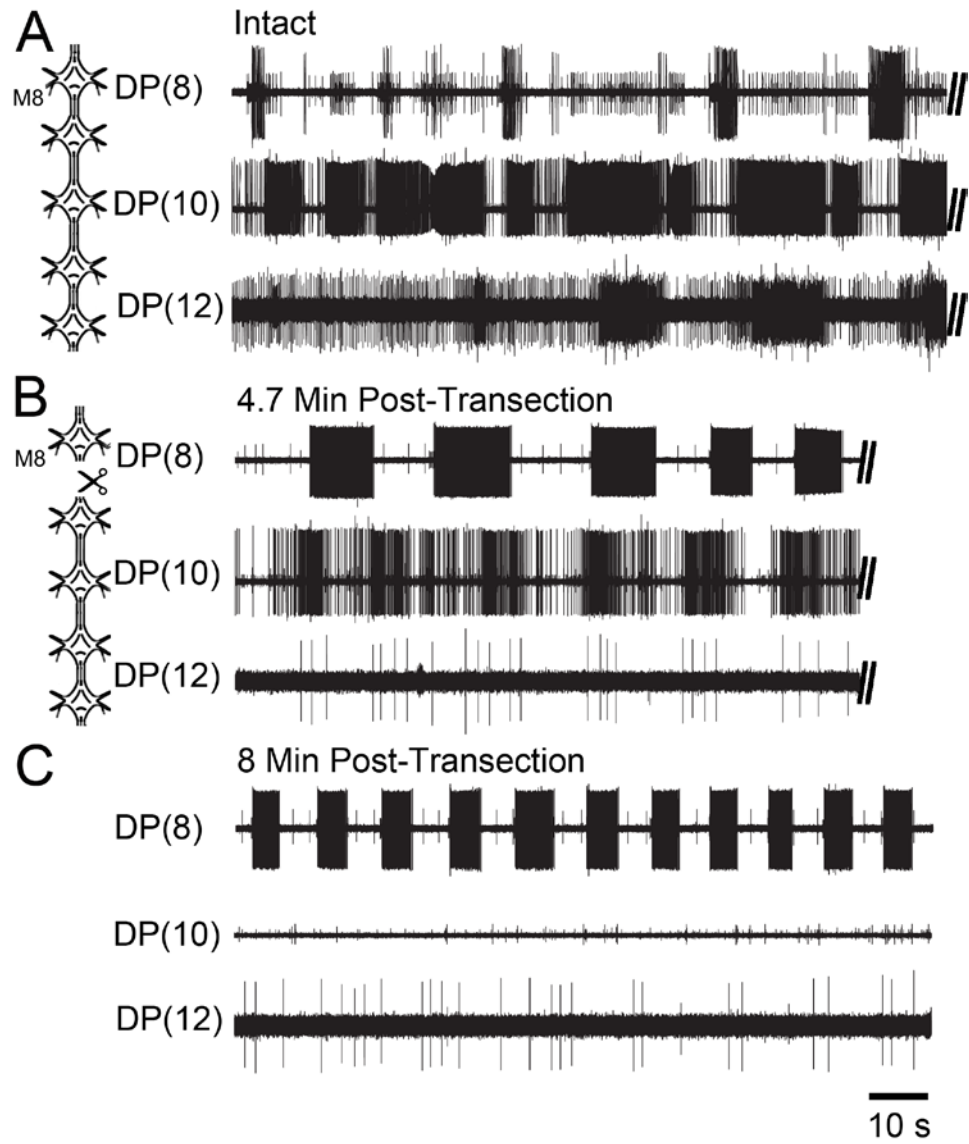 A
Intact
M8
DP(8)
DP(10)
DP(12)
B
4.7 Min Post-Transection
M8
DP(8)
DP(10)
DP(12)
C
8 Min Post-Transection
DP(8)
DP(10)
DP(12)
10 s